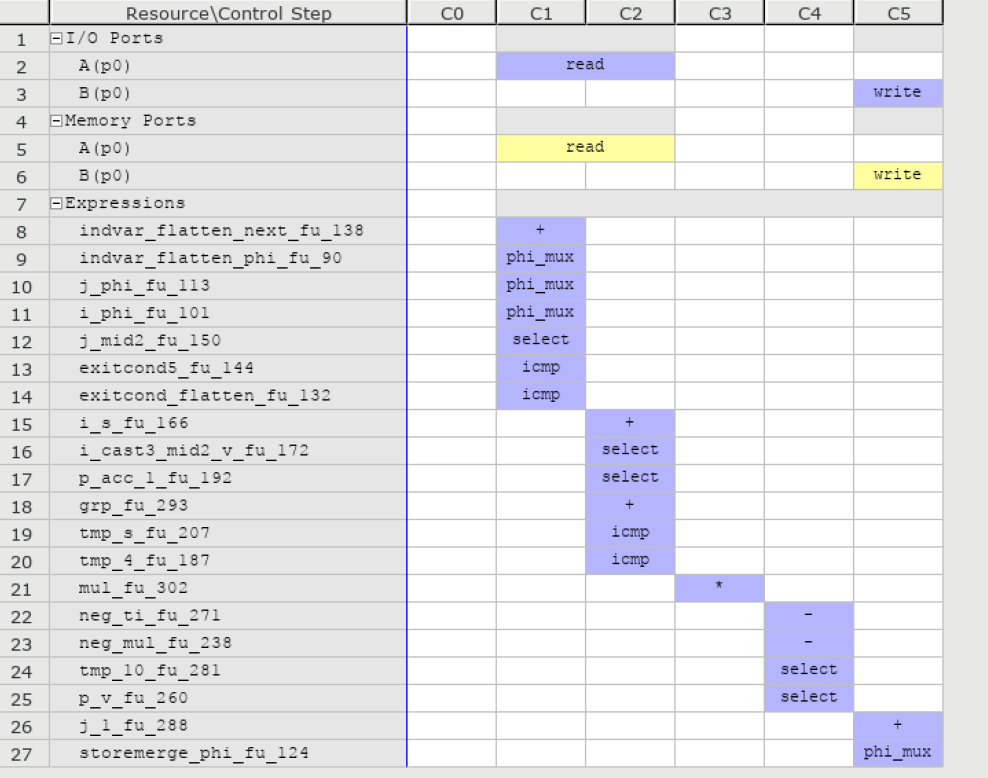 Resource\Control Step C0 C1 C2 C3 C4 C5
1 I/O Ports
2 A(p0) read
3 B(p0) write
4 Memory Ports
5 A(p0) read
6 B(p0) write
7 Expressions
8 indvar_flatten_next_fu_138 +
9 indvar_flatten_phi_fu_90 phi_mux
10 j_phi_fu_113 phi_mux
11 i_phi_fu_101 phi_mux
12 j_mid2_fu_150 select
13 exitcond5_fu_144 icmp
14 exitcond_flatten_fu_132 icmp
15 i_s_fu_166 +
16 i_cast3_mid2_v_fu_172 select
17 p_acc_1_fu_192 select
18 grp_fu_293 +
19 tmp_s_fu_207 icmp
20 tmp_4_fu_187 icmp
21 mul_fu_302 *
22 neg_ti_fu_271 -
23 neg_mul_fu_238 -
24 tmp_10_fu_281 select
25 p_v_fu_260 select
26 j_1_fu_288 +
27 storemerge_phi_fu_124 phi_mux